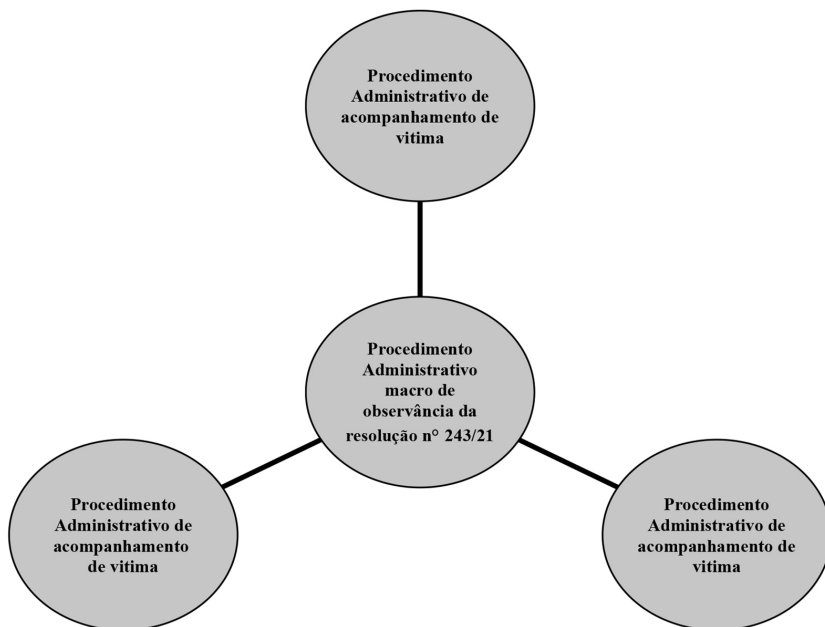 Procedimento
Administrativo de
acompanhamento de
vitima
Procedimento
Administrativo
macro de
observância da
resolução n° 243/21
Procedimento
Administrativo de
acompanhamento
de vitima
Procedimento
Administrativo de
acompanhamento de
vitima